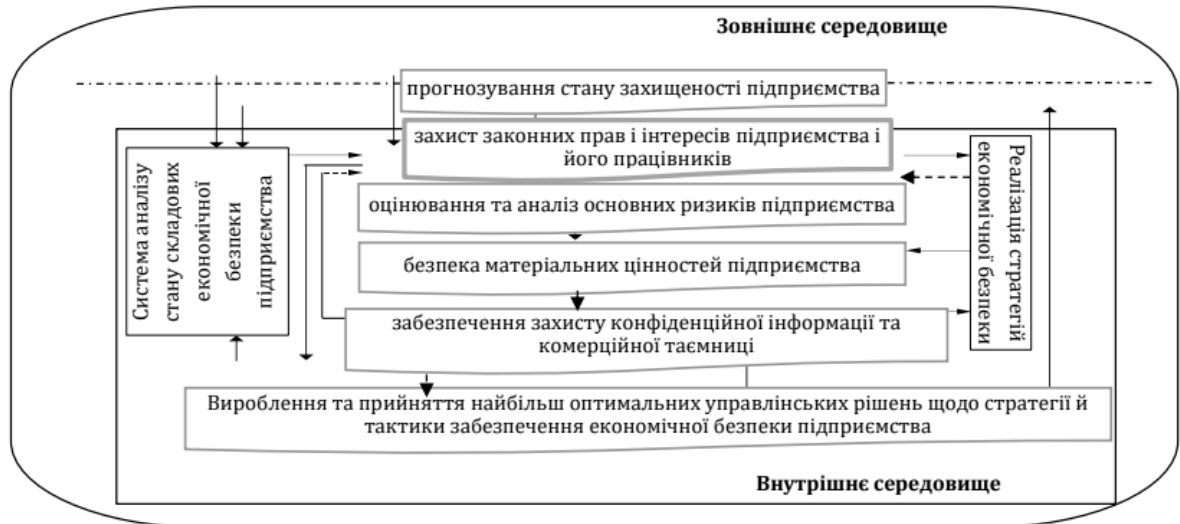 Зовнішнє середовище
прогнозування стану захищеності підприємства
захист законних прав і інтересів підприємства і
його працівників
Система аналізу
стану складових
економічної
безпеки
підприємства
Реалізація стратегій
економічної безпеки
оцінювання та аналіз основних ризиків підприємства
безпека матеріальних цінностей підприємства
забезпечення захисту конфіденційної інформації та
комерційної таємниці
Вироблення та прийняття найбільш оптимальних управлінських рішень щодо стратегії й
тактики забезпечення економічної безпеки підприємства
Внутрішнє середовище